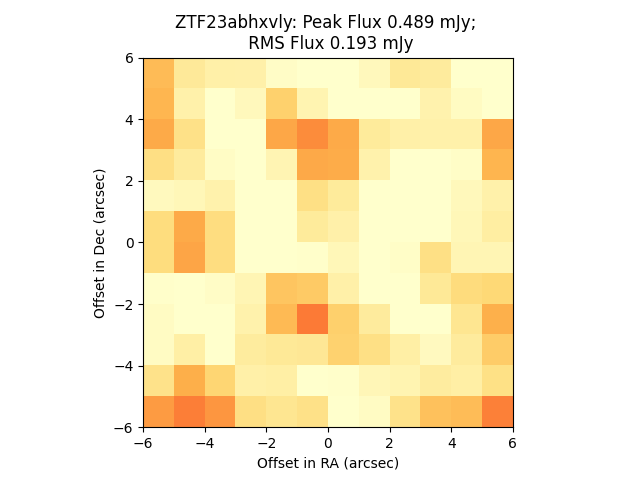 ZTF23abhxvly: Peak Flux 0.489 mJy;
RMS Flux 0.193 mJy
6
4
2
0
−2
−4
−6
Offset in Dec (arcsec)
−6 −4 −2 0 2 4 6
Offset in RA (arcsec)